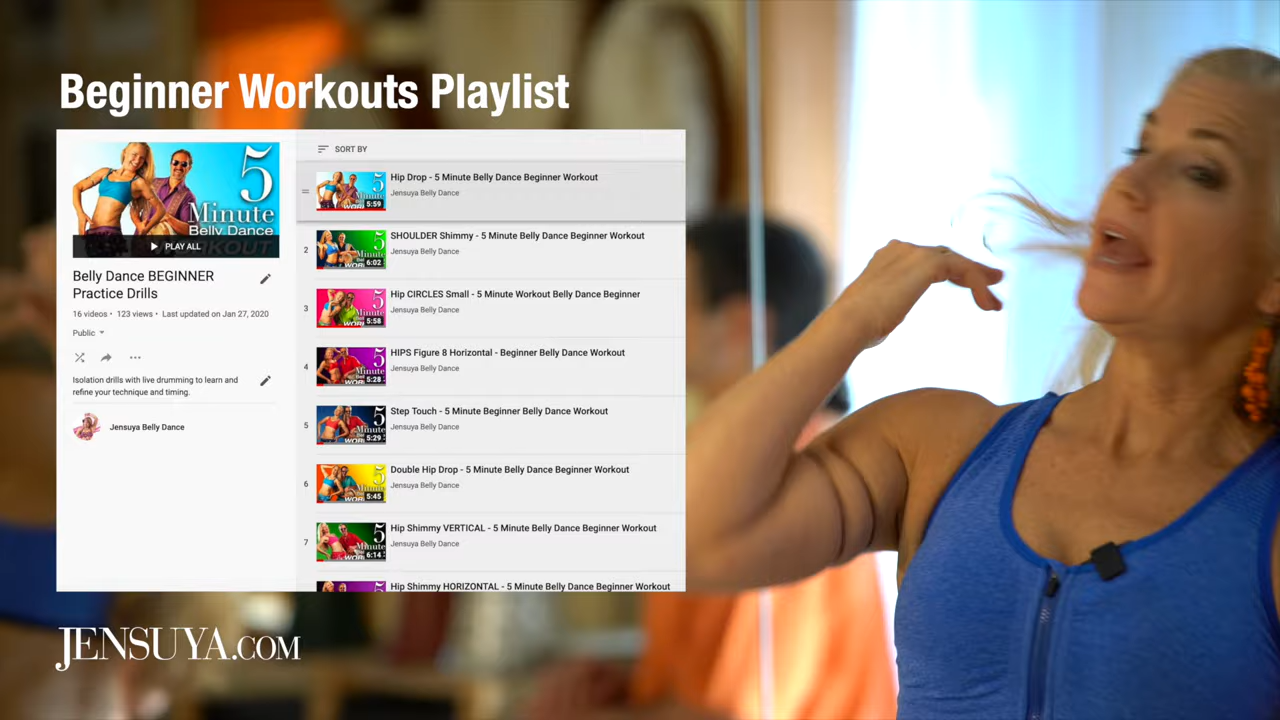 Beginner Workouts Playlist
5
Minute
Belly Dance
WORKOUT
PLAY ALL
Belly Dance BEGINNER
Practice Drills
16 videos • 123 views • Last updated on Jan 27, 2020
Public
Isolation drills with live drumming to learn and
refine your technique and timing.
Jensuya Belly Dance
SORT BY
Hip Drop - 5 Minute Belly Dance Beginner Workout
Jensuya Belly Dance
5:59
2
SHOULDER Shimmy - 5 Minute Belly Dance Beginner Workout
Jensuya Belly Dance
6:02
3
Hip CIRCLES Small - 5 Minute Workout Belly Dance Beginner
Jensuya Belly Dance
5:58
4
HIPS Figure 8 Horizontal - Beginner Belly Dance Workout
Jensuya Belly Dance
5:28
5
Step Touch - 5 Minute Beginner Belly Dance Workout
Jensuya Belly Dance
5:29
6
Double Hip Drop - 5 Minute Belly Dance Beginner Workout
Jensuya Belly Dance
5:45
7
Hip Shimmy VERTICAL - 5 Minute Belly Dance Beginner Workout
Jensuya Belly Dance
6:14
Hip Shimmy HORIZONTAL - 5 Minute Belly Dance Beginner Workout
JENSUYA.COM